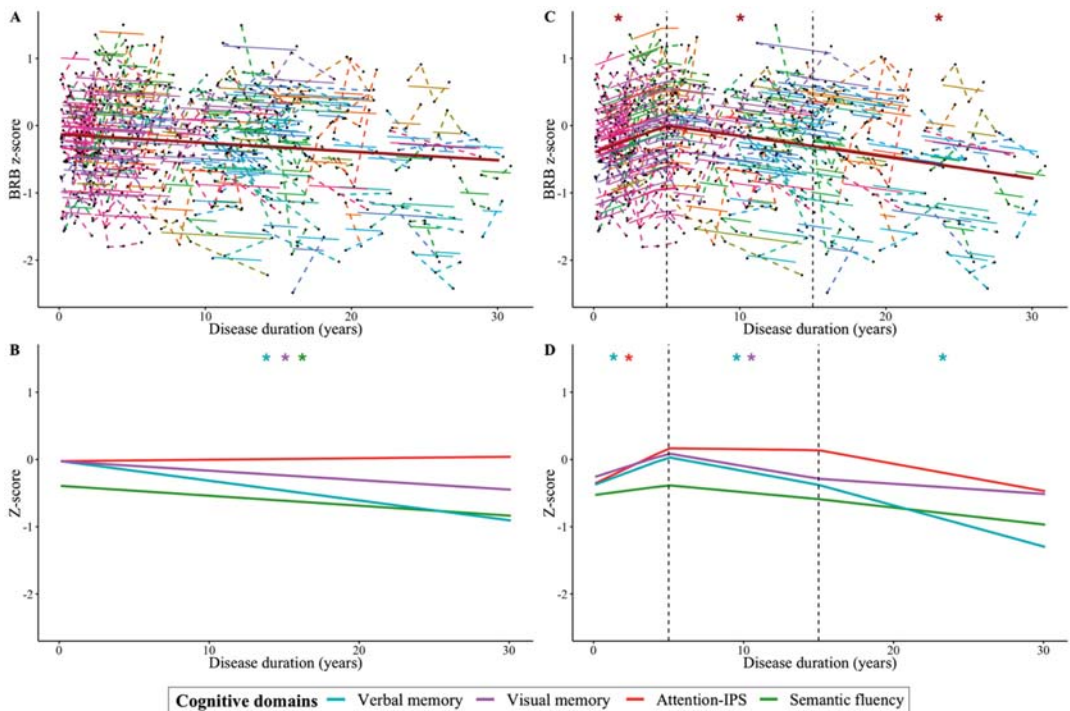 A
BRB z-score
1
0
-1
-2
0
10
20
30
Disease duration (years)
C
* * *
BRB z-score
1
0
-1
-2
0
10
20
30
Disease duration (years)
B
* * *
Z-score
1
0
-1
-2
0
10
20
30
Disease duration (years)
D
* * * * *
Z-score
1
0
-1
-2
0
10
20
30
Disease duration (years)
Cognitive domains Verbal memory Visual memory Attention-IPS Semantic fluency